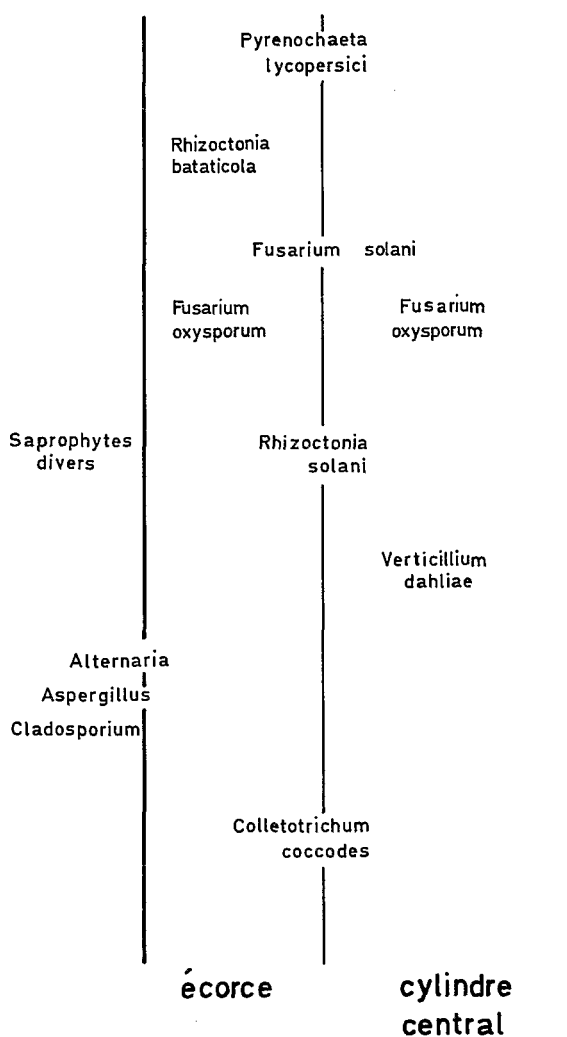 Pyrenochaeta
lycopersici
Rhizoctonia
bataticola
Fusarium solani
Fusarium
oxysporum
Fusarium
oxysporum
Saprophytes
divers
Rhizoctonia
solani
Verticillium
dahliae
Alternaria
Aspergillus
Cladosporium
Colletotrichum
coccodes
écorce
cylindre
central